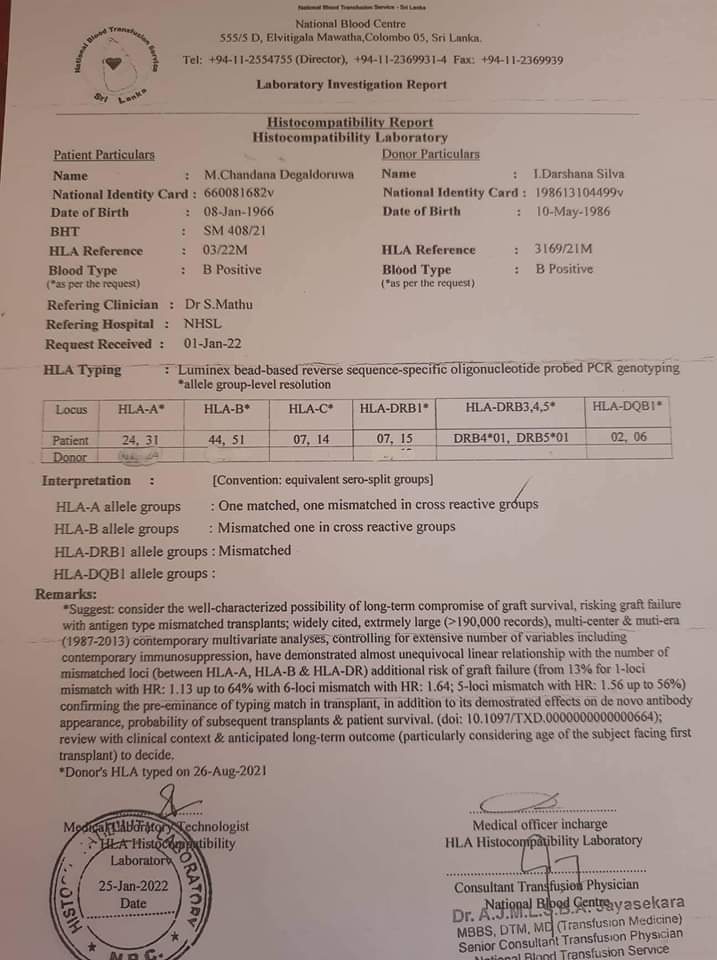 National Blood Transfusion Service - Sri Lanka
National Blood Centre
555/5 D, Elvitigala Mawatha,Colombo 05, Sri Lanka.
Tel: +94-11-2554755 (Director), +94-11-2369931-4 Fax: +94-11-2369939
National Blood Transfusion Service
Sri Lanka
Laboratory Investigation Report
Histocompatibility Report
Histocompatibility Laboratory
Patient Particulars Donor Particulars
Name : M.Chandana Degaldoruwa Name : I.Darshana Silva
National Identity Card : 660081682v National Identity Card : 198613104499v
Date of Birth : 08-Jan-1966 Date of Birth : 10-May-1986
BHT : SM 408/21
HLA Reference : 03/22M HLA Reference : 3169/21M
Blood Type : B Positive Blood Type : B Positive
(*as per the request) (*as per the request)
Refering Clinician : Dr S.Mathu
Refering Hospital : NHSL
Request Received : 01-Jan-22
HLA Typing : Luminex bead-based reverse sequence-specific oligonucleotide probed PCR genotyping
*allele group-level resolution
Locus HLA-A* HLA-B* HLA-C* HLA-DRB1* HLA-DRB3,4,5* HLA-DQB1*
Patient 24, 31 44, 51 07, 14 07, 15 DRB4*01, DRB5*01 02, 06
Donor
Interpretation : [Convention: equivalent sero-split groups]
HLA-A allele groups : One matched, one mismatched in cross reactive groups
HLA-B allele groups : Mismatched one in cross reactive groups
HLA-DRB1 allele groups : Mismatched
HLA-DQB1 allele groups :
Remarks:
*Suggest: consider the well-characterized possibility of long-term compromise of graft survival, risking graft failure
with antigen type mismatched transplants; widely cited, extrmely large (>190,000 records), multi-center & muti-era
(1987-2013) contemporary multivariate analyses, controlling for extensive number of variables including
contemporary immunosuppression, have demonstrated almost unequivocal linear relationship with the number of
mismatched loci (between HLA-A, HLA-B & HLA-DR) additional risk of graft failure (from 13% for 1-loci
mismatch with HR: 1.13 up to 64% with 6-loci mismatch with HR: 1.64; 5-loci mismatch with HR: 1.56 up to 56%)
confirming the pre-eminance of typing match in transplant, in addition to its demostrated effects on de novo antibody
appearance, probability of subsequent transplants & patient survival. (doi: 10.1097/TXD.0000000000000664);
review with clinical context & anticipated long-term outcome (particularly considering age of the subject facing first
transplant) to decide.
*Donor's HLA typed on 26-Aug-2021
Medical Laboratory Technologist
HLA Histocompatibility
Laboratory
25-Jan-2022
Date
LABORATORY
N.B.C.
Medical officer incharge
HLA Histocompatibility Laboratory
Consultant Transfusion Physician
National Blood Centre
Dr. A.J.M.L.S.B.A. Jayasekara
MBBS, DTM, MD (Transfusion Medicine)
Senior Consultant Transfusion Physician
National Blood Transfusion Service